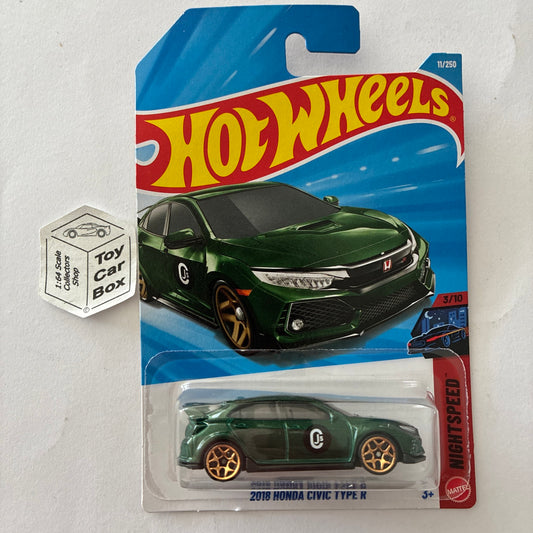 11/250
HOT WHEELS®
Toy
Car
Box
1:64 Scale
Collectors
Shop
3/10
NIGHTSPEED™
2018 HONDA CIVIC TYPE R
3+
MATTEL